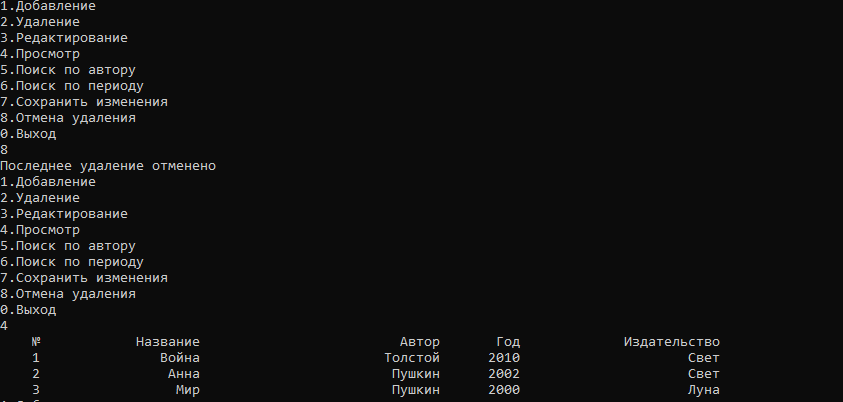 1.Добавление
2.Удаление
3.Редактирование
4.Просмотр
5.Поиск по автору
6.Поиск по периоду
7.Сохранить изменения
8.Отмена удаления
0.Выход
8
Последнее удаление отменено
1.Добавление
2.Удаление
3.Редактирование
4.Просмотр
5.Поиск по автору
6.Поиск по периоду
7.Сохранить изменения
8.Отмена удаления
0.Выход
4
№ Название Автор Год Издательство
1 Война Толстой 2010 Свет
2 Анна Пушкин 2002 Свет
3 Мир Пушкин 2000 Луна